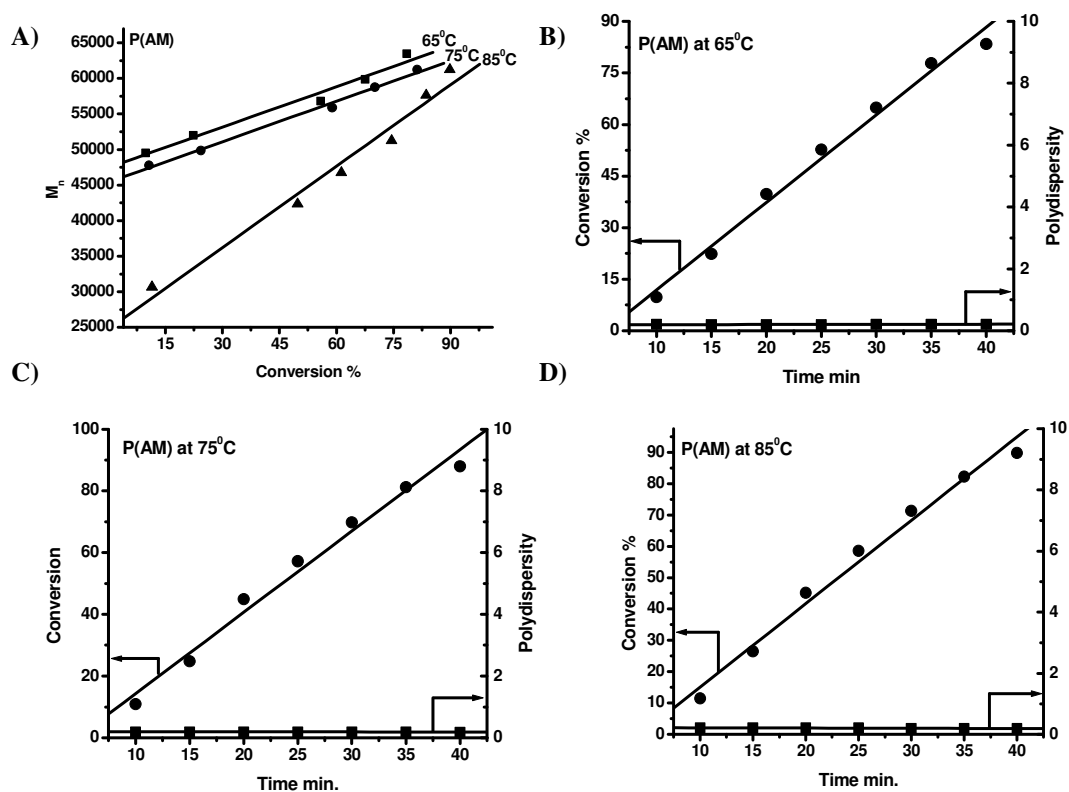 A)
P(AM)
65⁰C
75⁰C
85⁰C
65000
60000
55000
50000
45000
40000
35000
30000
25000
Mₙ
15 30 45 60 75 90
Conversion %
B)
P(AM) at 65⁰C
90
75
60
45
30
15
0
Conversion %
10
8
6
4
2
0
Polydispersity
10 15 20 25 30 35 40
Time min
C)
P(AM) at 75⁰C
100
80
60
40
20
0
Conversion
10
8
6
4
2
0
Polydispersity
10 15 20 25 30 35 40
Time min.
D)
P(AM) at 85⁰C
90
80
70
60
50
40
30
20
10
0
Conversion %
10
8
6
4
2
0
Polydispersity
10 15 20 25 30 35 40
Time min.